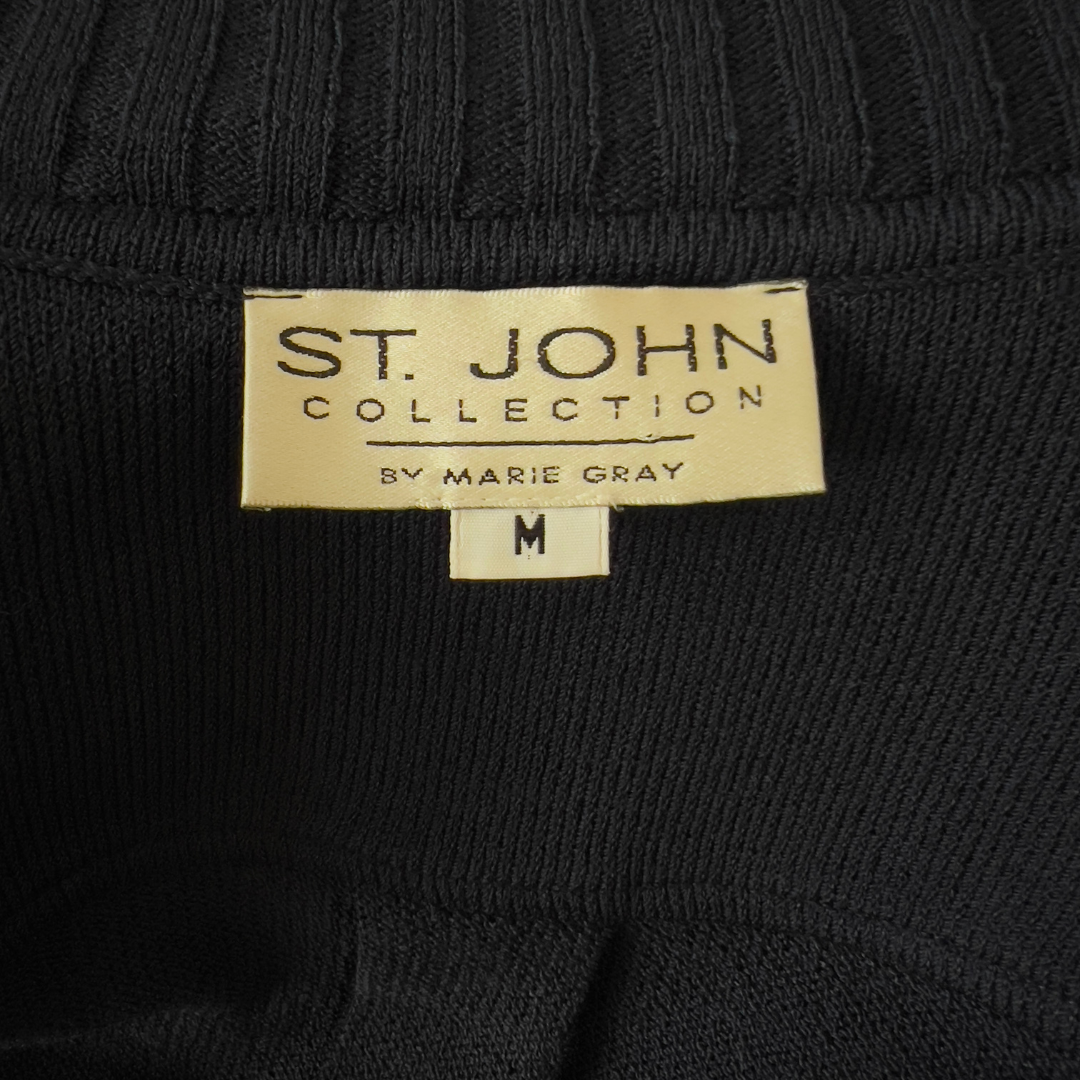 ST. JOHN
COLLECTION
BY MARIE GRAY
M